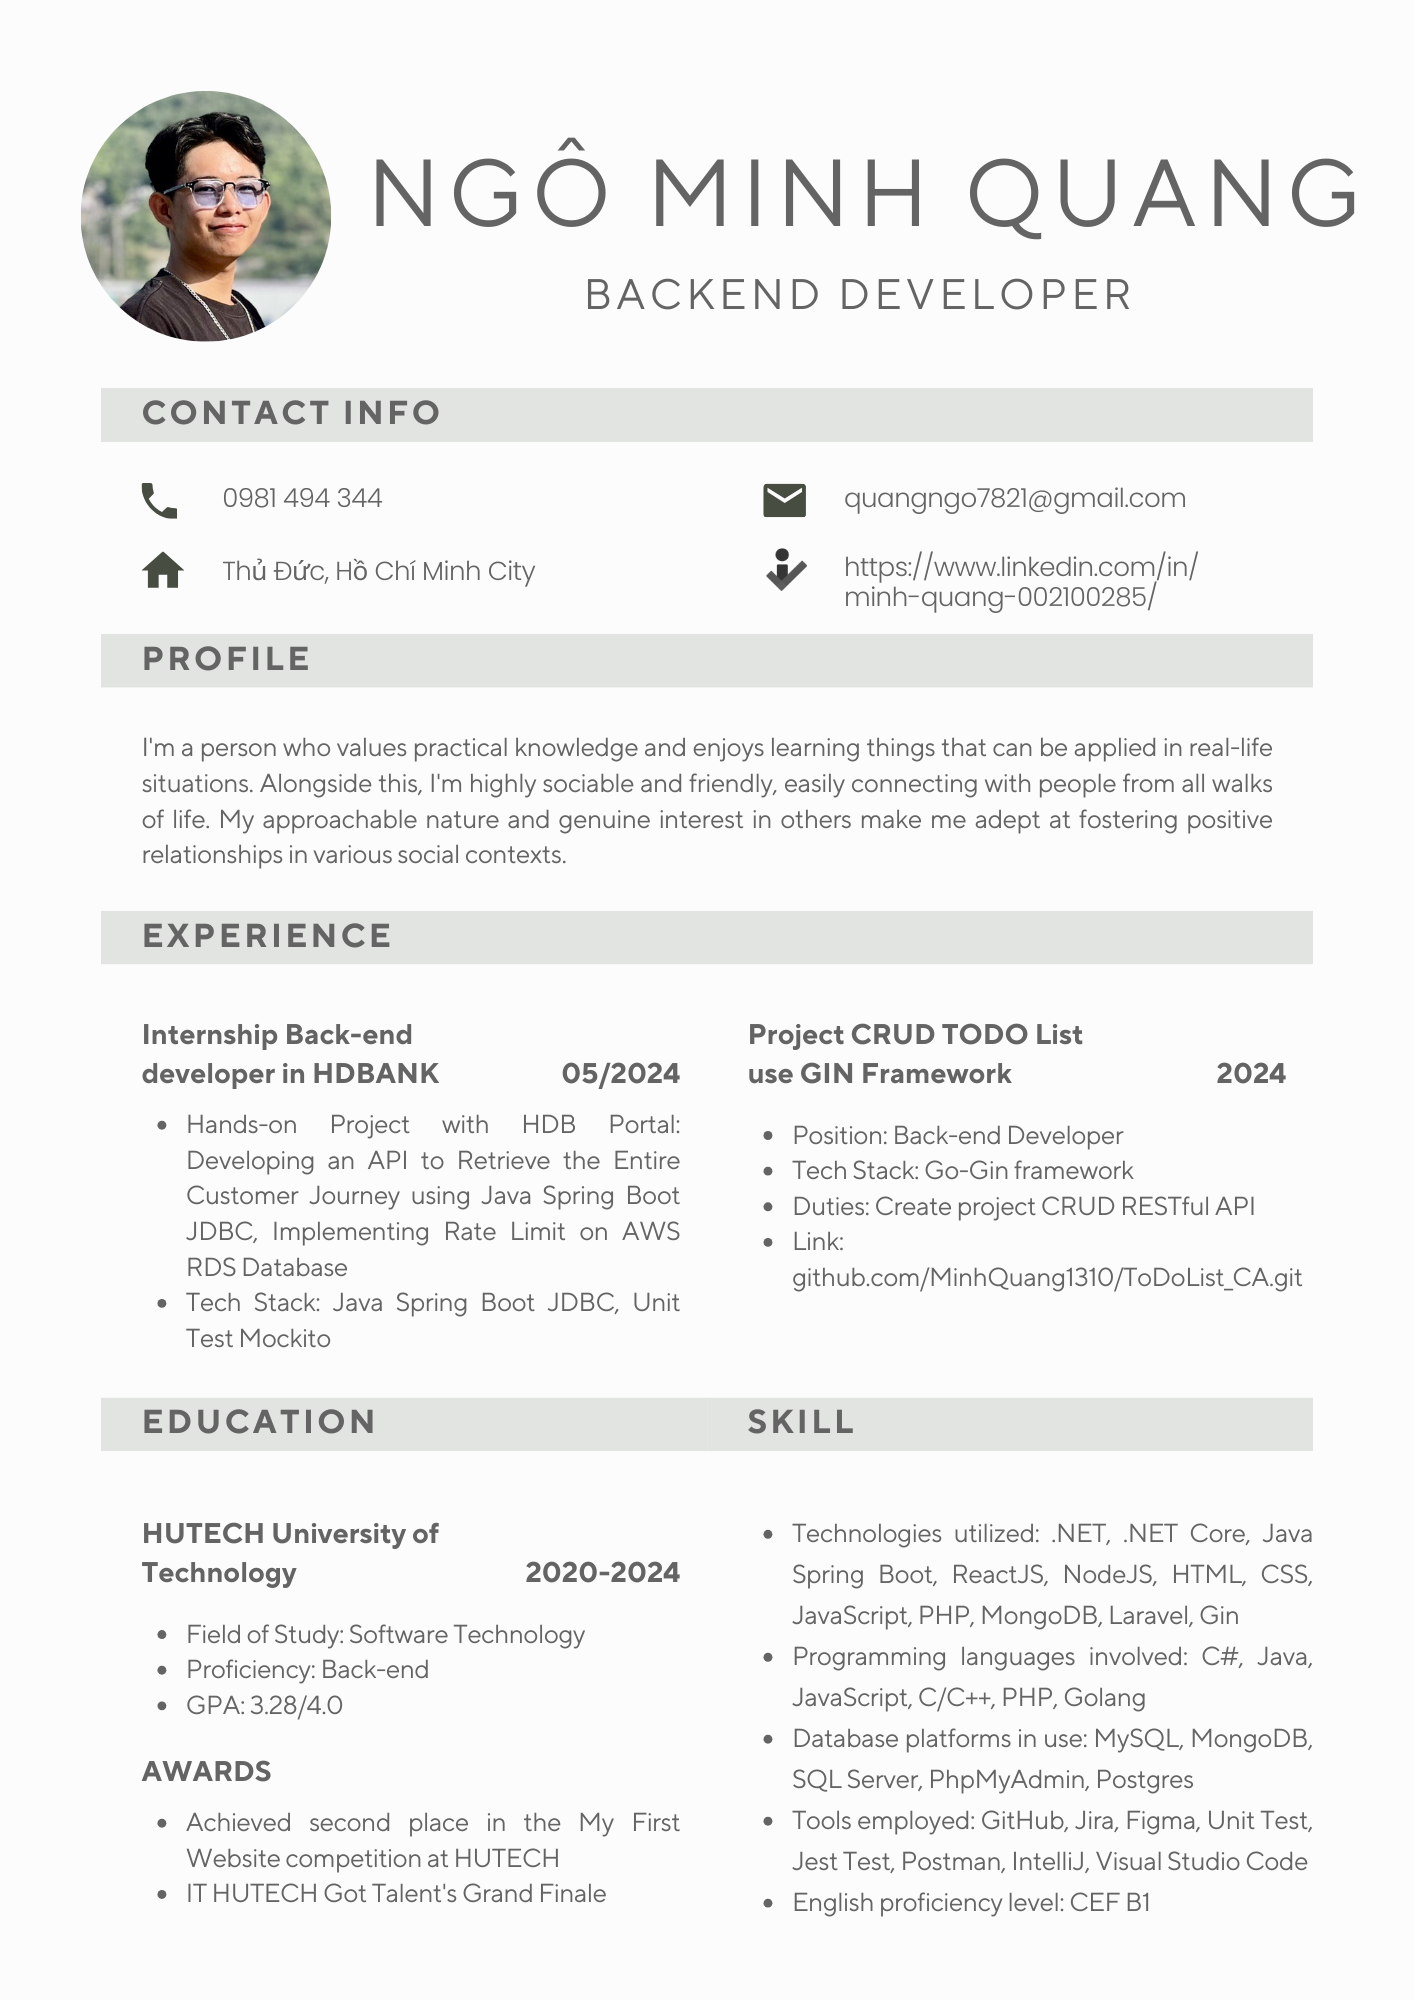 NGÔ MINH QUANG
BACKEND DEVELOPER
CONTACT INFO
0981 494 344
quangngo7821@gmail.com
Thủ Đức, Hồ Chí Minh City
https://www.linkedin.com/in/
minh-quang-002100285/
PROFILE
I'm a person who values practical knowledge and enjoys learning things that can be applied in real-life
situations. Alongside this, I'm highly sociable and friendly, easily connecting with people from all walks
of life. My approachable nature and genuine interest in others make me adept at fostering positive
relationships in various social contexts.
EXPERIENCE
Internship Back-end
developer in HDBANK 05/2024
• Hands-on Project with HDB Portal:
Developing an API to Retrieve the Entire
Customer Journey using Java Spring Boot
JDBC, Implementing Rate Limit on AWS
RDS Database
• Tech Stack: Java Spring Boot JDBC, Unit
Test Mockito
Project CRUD TODO List
use GIN Framework 2024
• Position: Back-end Developer
• Tech Stack: Go-Gin framework
• Duties: Create project CRUD RESTful API
• Link:
github.com/MinhQuang1310/ToDoList_CA.git
EDUCATION
HUTECH University of
Technology 2020-2024
• Field of Study: Software Technology
• Proficiency: Back-end
• GPA: 3.28/4.0
AWARDS
• Achieved second place in the My First
Website competition at HUTECH
• IT HUTECH Got Talent's Grand Finale
SKILL
• Technologies utilized: .NET, .NET Core, Java
Spring Boot, ReactJS, NodeJS, HTML, CSS,
JavaScript, PHP, MongoDB, Laravel, Gin
• Programming languages involved: C#, Java,
JavaScript, C/C++, PHP, Golang
• Database platforms in use: MySQL, MongoDB,
SQL Server, PhpMyAdmin, Postgres
• Tools employed: GitHub, Jira, Figma, Unit Test,
Jest Test, Postman, IntelliJ, Visual Studio Code
• English proficiency level: CEF B1